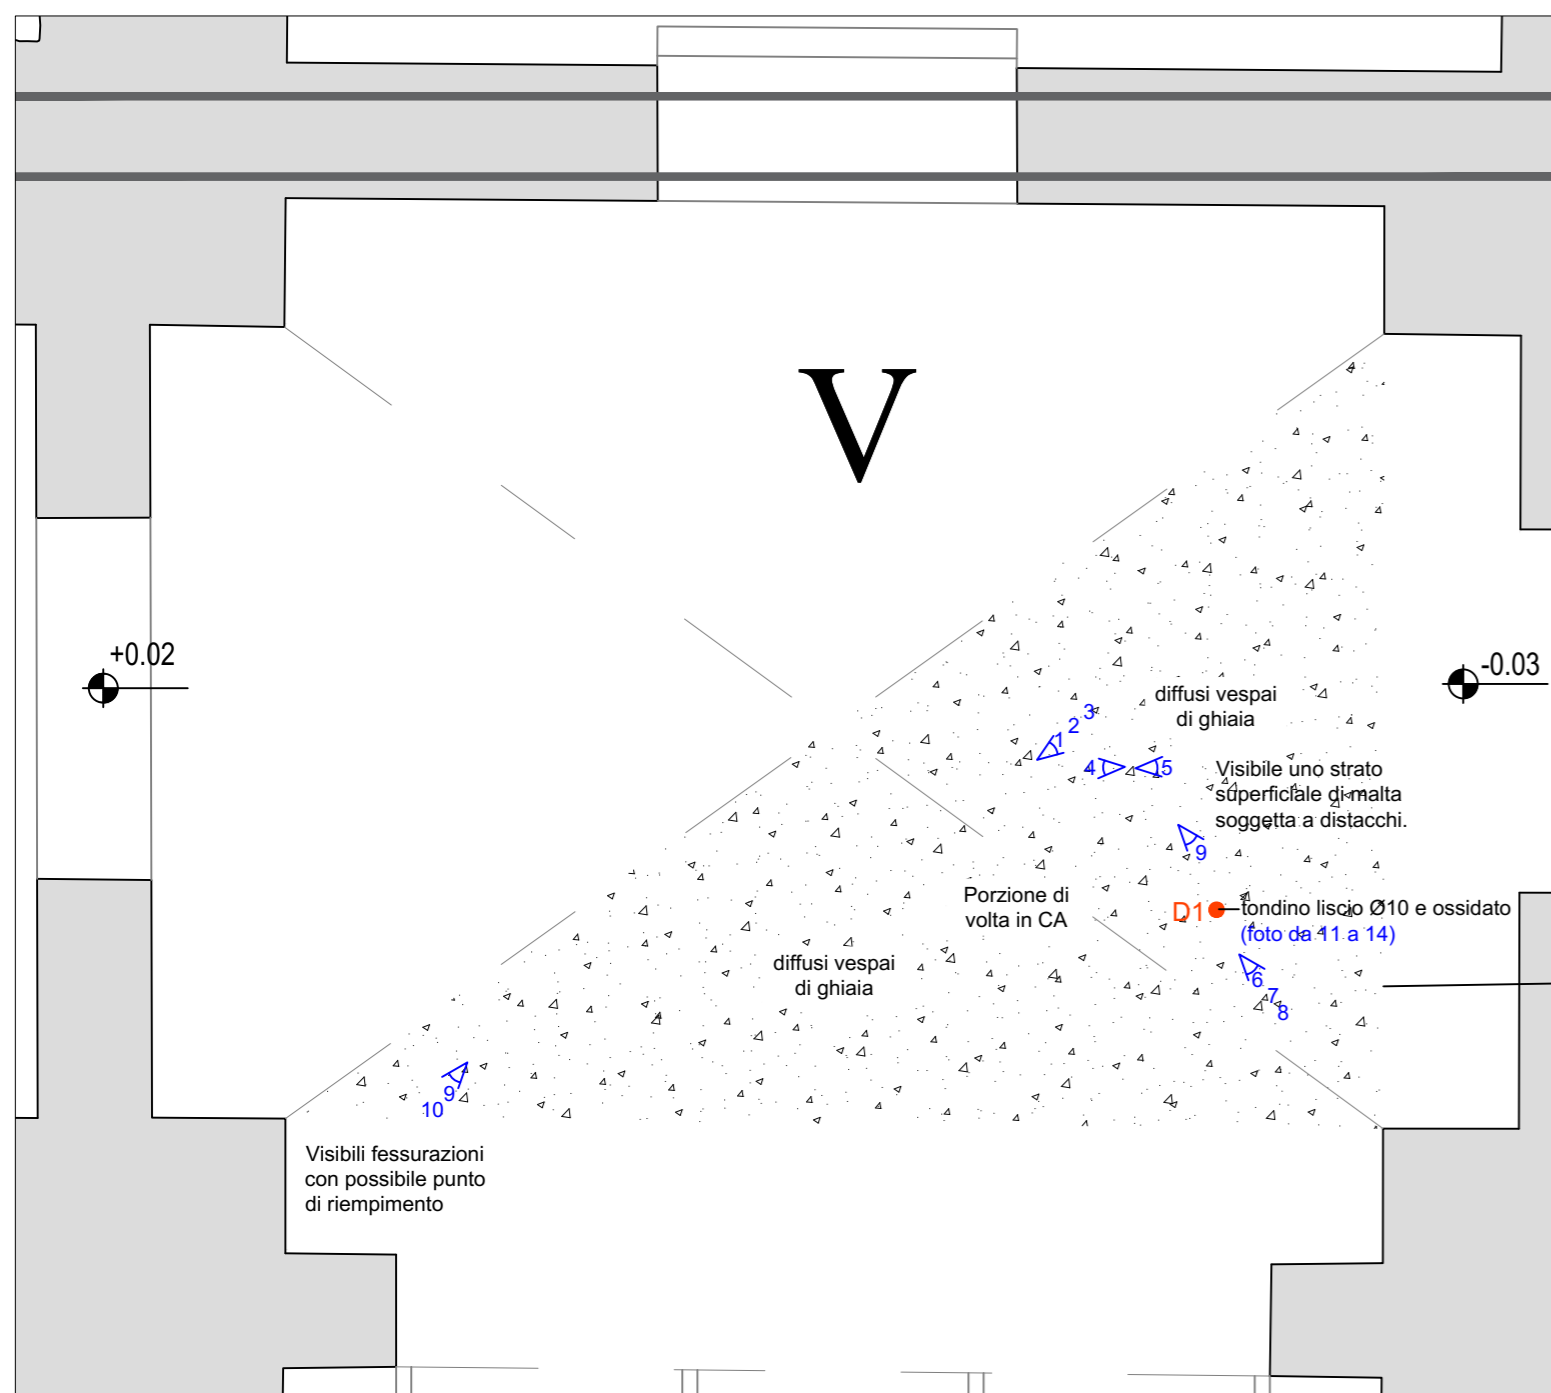 V
+0.02
-0.03
diffusi vespai
di ghiaia
3
2
1
4
5
Visibile uno strato
superficiale di malta
soggetta a distacchi.
9
Porzione di
volta in CA
D1
tondino liscio Ø10 e ossidato
(foto da 11 a 14)
diffusi vespai
di ghiaia
6
7
8
9
10
Visibili fessurazioni
con possibile punto
di riempimento